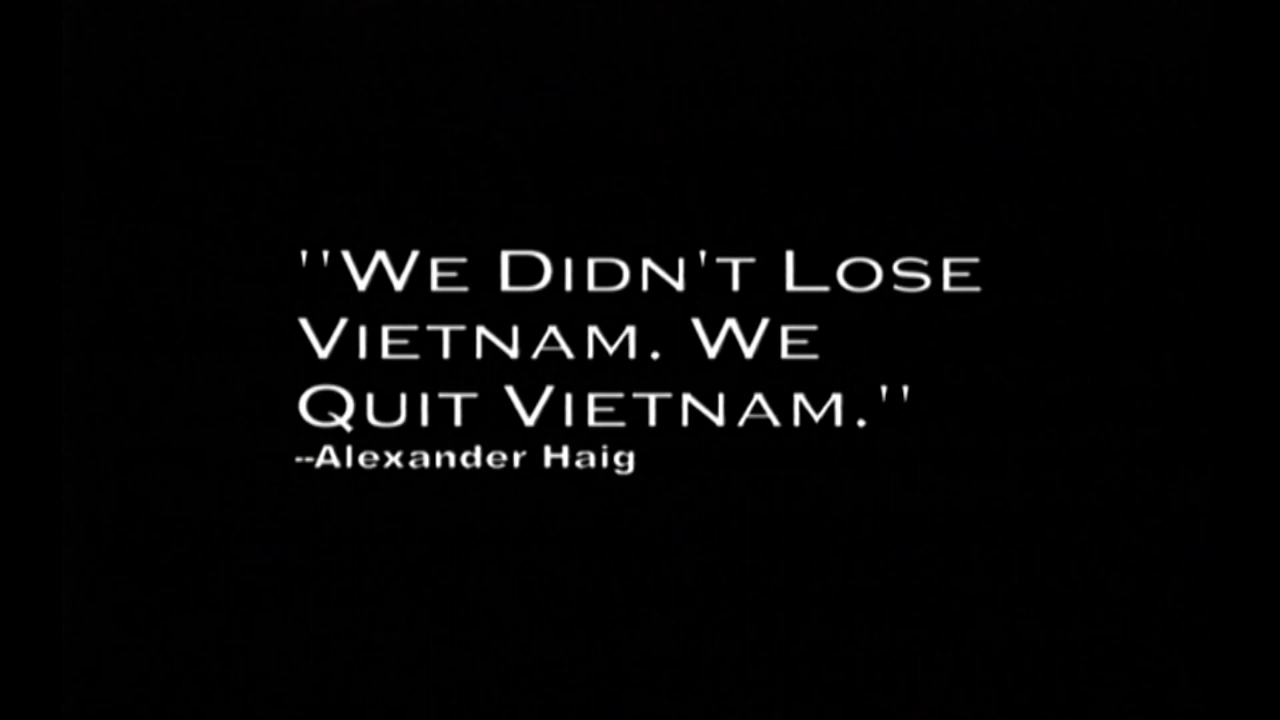 "We Didn't Lose
Vietnam. We
Quit Vietnam."
--Alexander Haig